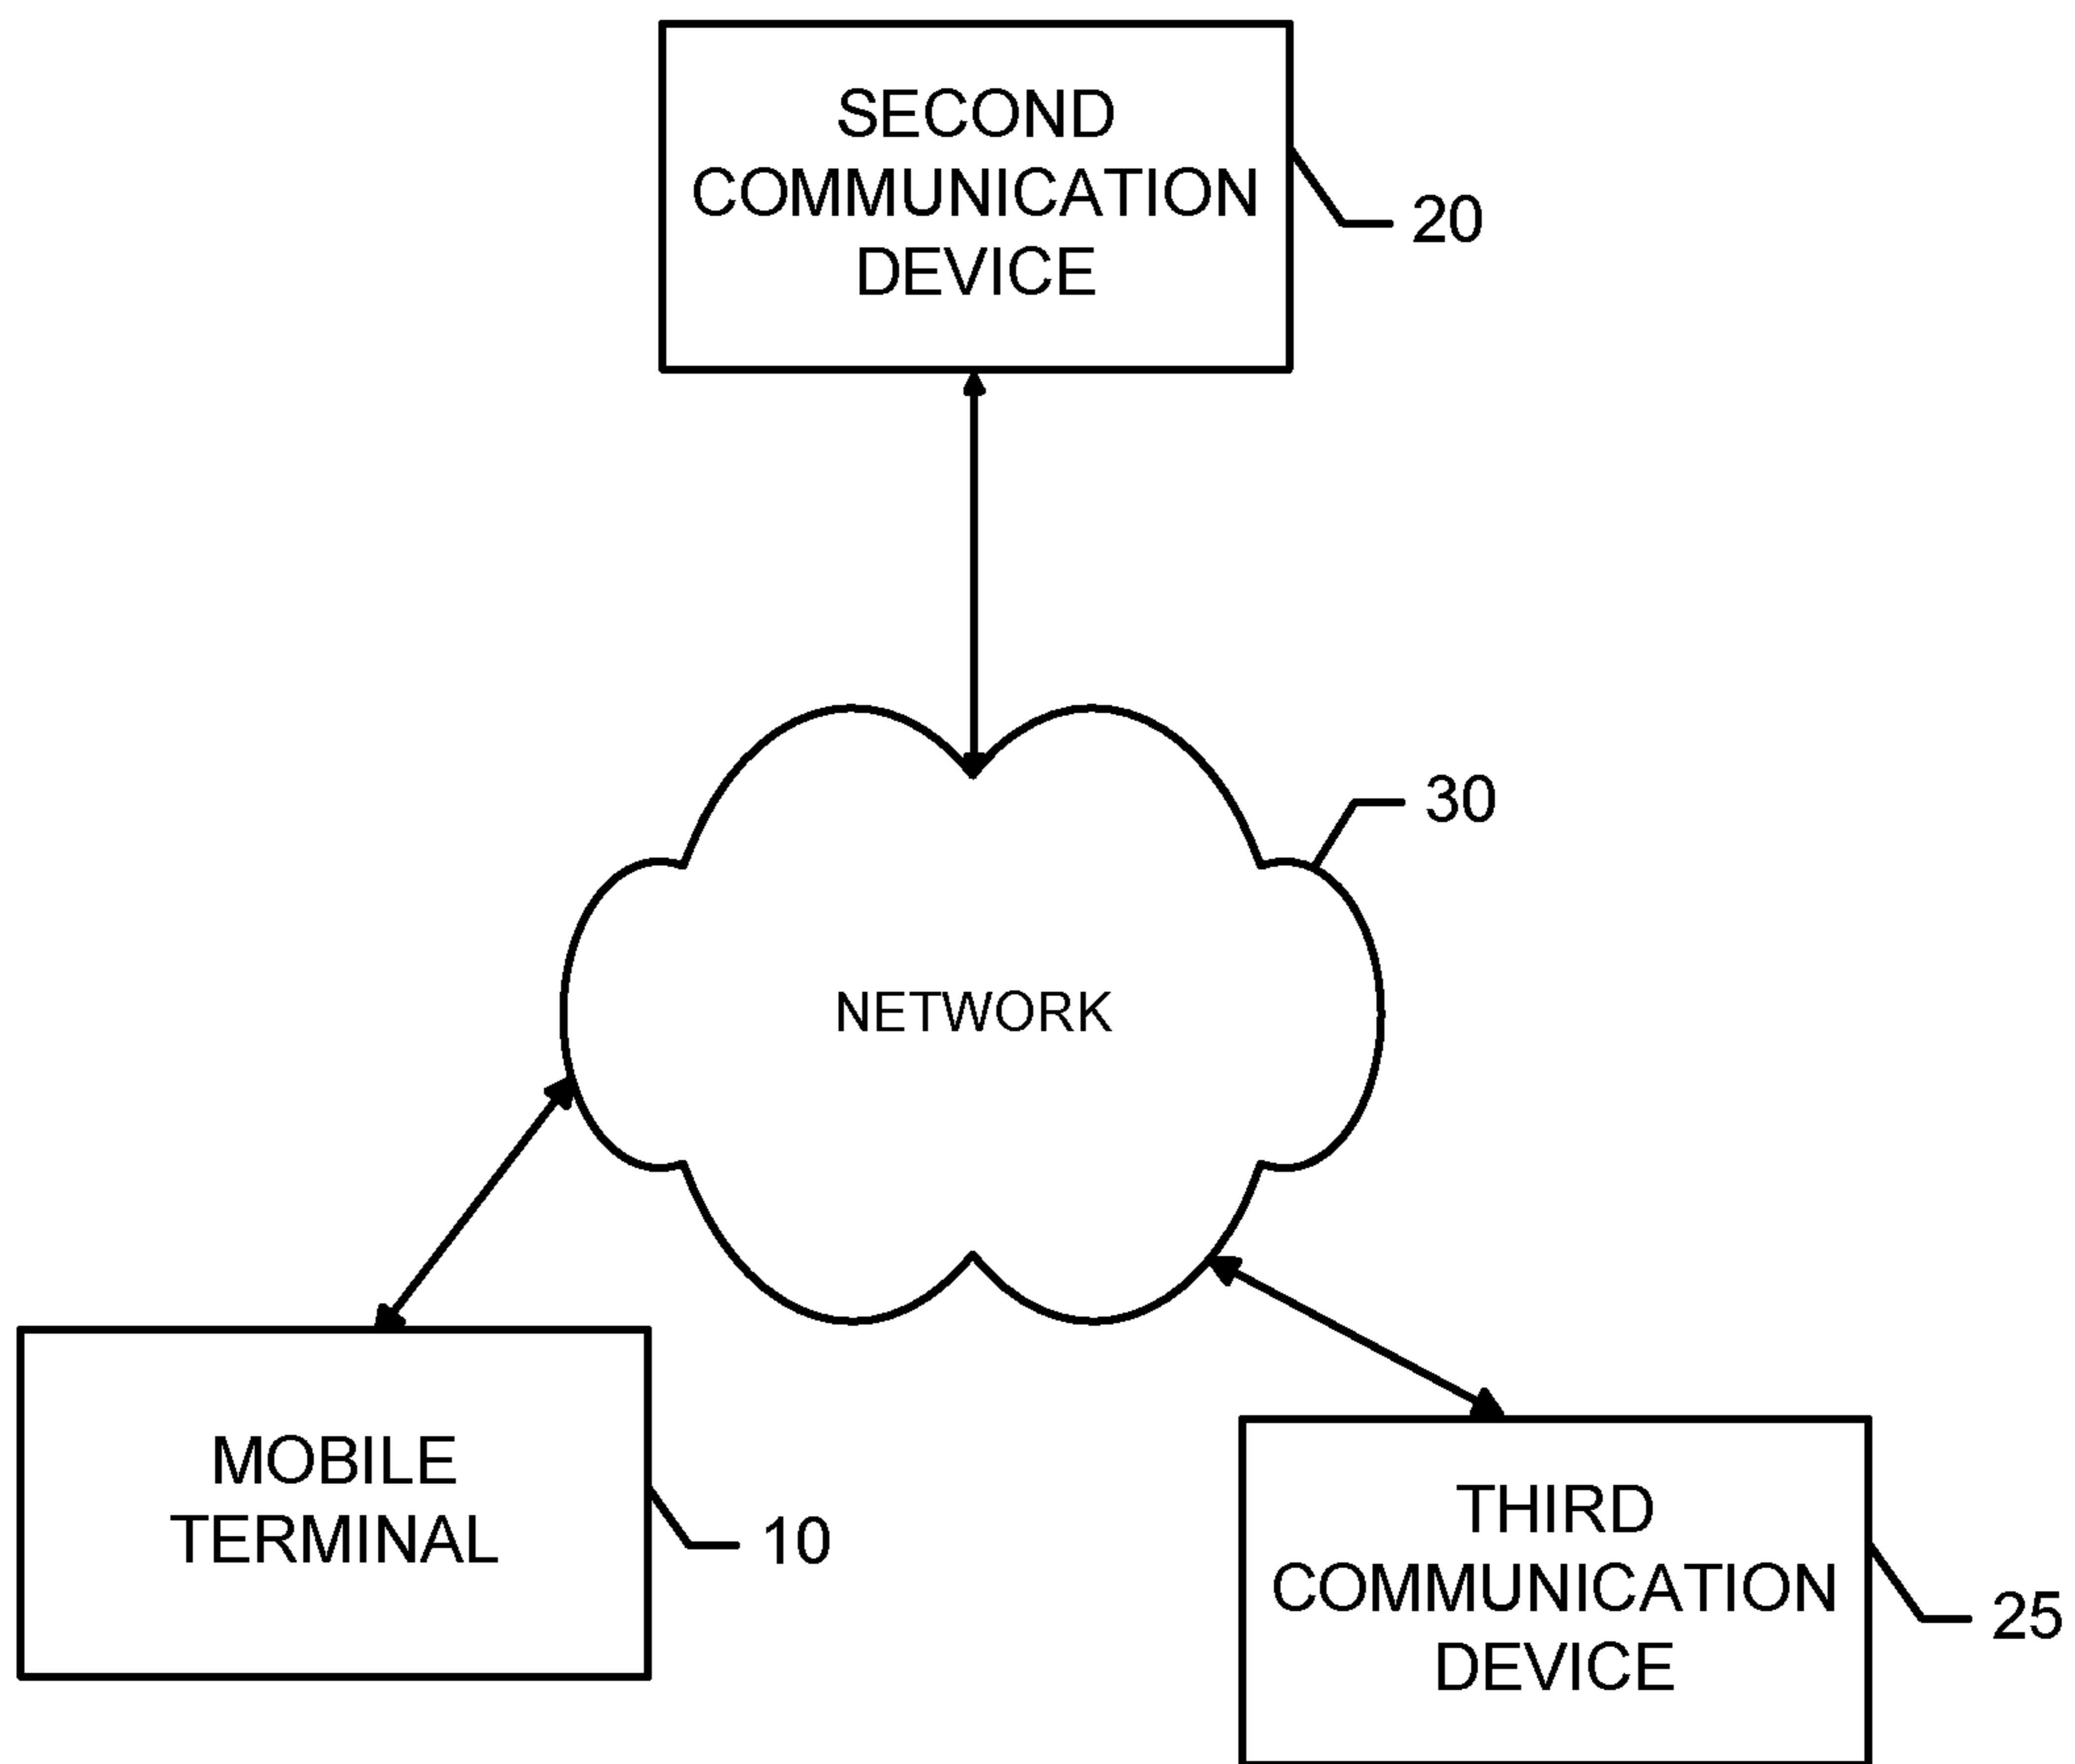 SECOND
COMMUNICATION
DEVICE
20
30
NETWORK
MOBILE
TERMINAL
10
THIRD
COMMUNICATION
DEVICE
25